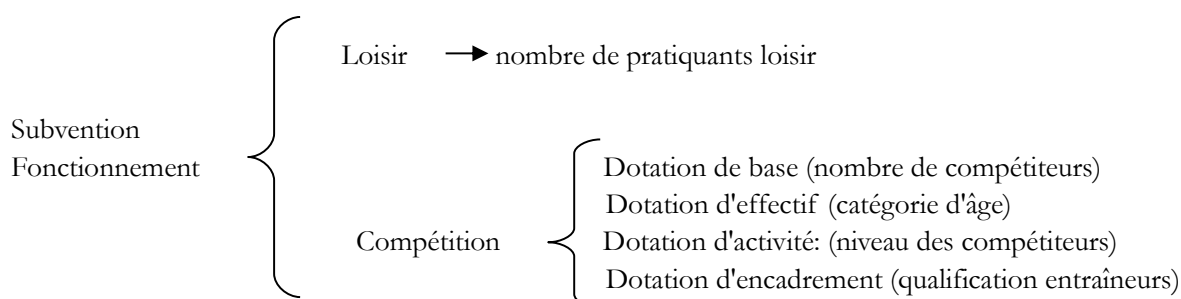 Loisir → nombre de pratiquants loisir
Subvention
Fonctionnement
Dotation de base (nombre de compétiteurs)
Dotation d'effectif (catégorie d'âge)
Compétition
Dotation d'activité: (niveau des compétiteurs)
Dotation d'encadrement (qualification entraîneurs)